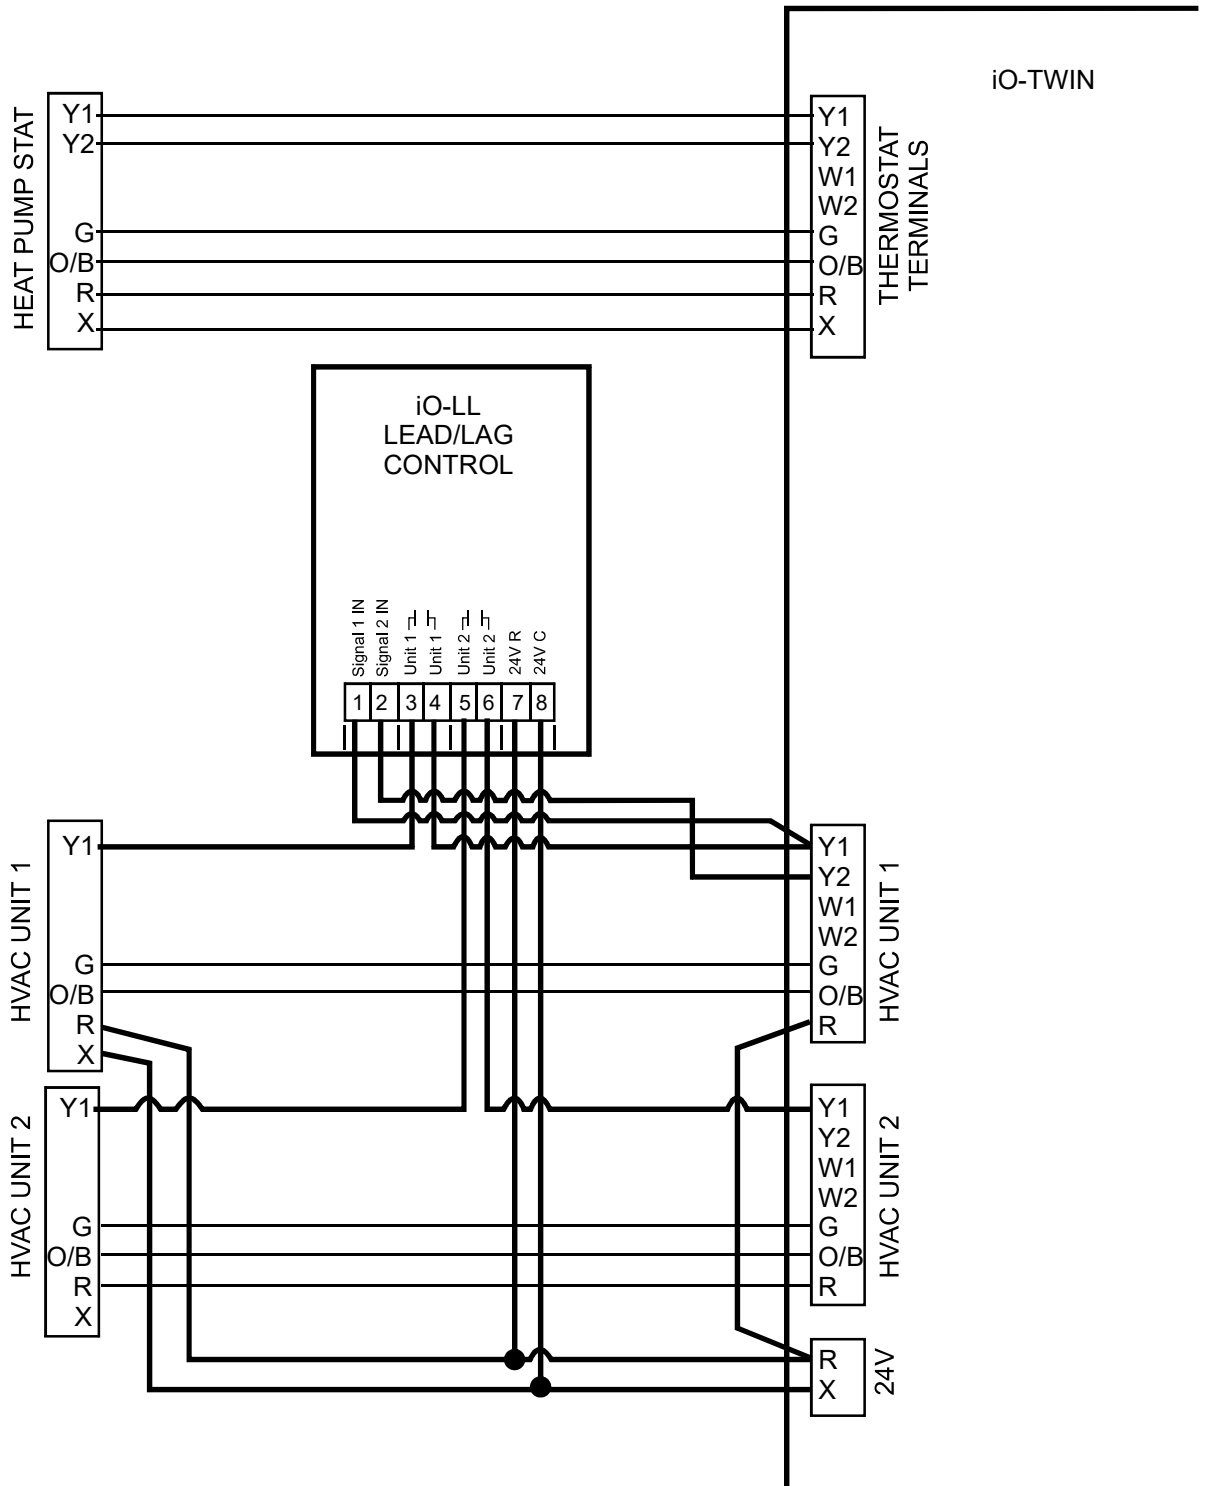 iO-TWIN
HEAT PUMP STAT
Y1
Y2
G
O/B
R
X
Y1
Y2
W1
W2
G
O/B
R
X
THERMOSTAT
TERMINALS
iO-LL
LEAD/LAG
CONTROL
Signal 1 IN
Signal 2 IN
Unit 1
Unit 1
Unit 2
Unit 2
24V R
24V C
1 2 3 4 5 6 7 8
HVAC UNIT 1
Y1
G
O/B
R
X
Y1
Y2
W1
W2
G
O/B
R
HVAC UNIT 1
HVAC UNIT 2
Y1
G
O/B
R
X
Y1
Y2
W1
W2
G
O/B
R
HVAC UNIT 2
R
X
24V